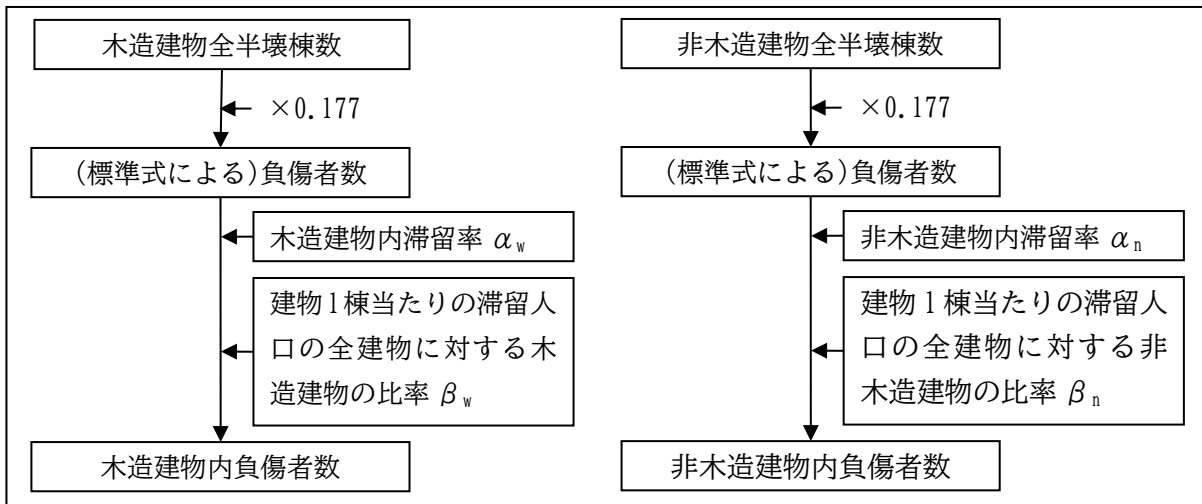 木造建物全半壊棟数
×0.177
(標準式による)負傷者数
木造建物内滞留率 αw
建物1棟当たりの滞留人
口の全建物に対する木
造建物の比率 βw
木造建物内負傷者数
非木造建物全半壊棟数
×0.177
(標準式による)負傷者数
非木造建物内滞留率 αn
建物1棟当たりの滞留人
口の全建物に対する非
木造建物の比率 βn
非木造建物内負傷者数